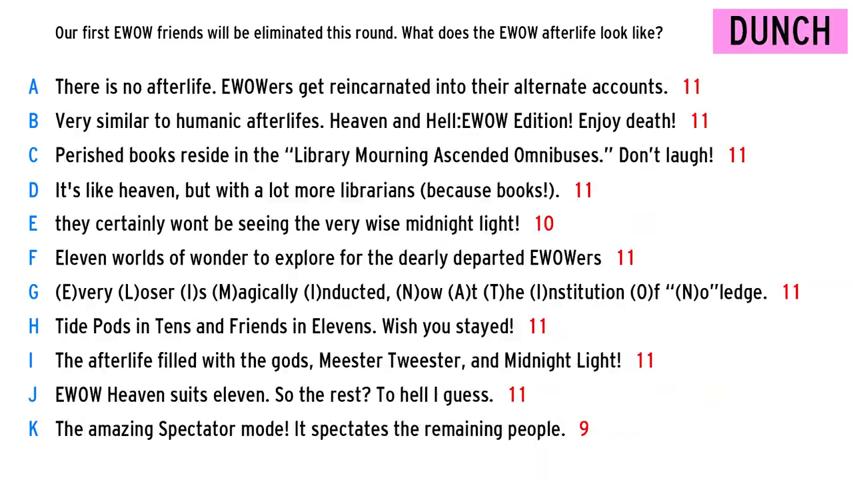 Our first EWOW friends will be eliminated this round. What does the EWOW afterlife look like?
DUNCH
A There is no afterlife. EWOWers get reincarnated into their alternate accounts. 11
B Very similar to humanic afterlifes. Heaven and Hell:EWOW Edition! Enjoy death! 11
C Perished books reside in the “Library Mourning Ascended Omnibuses.” Don’t laugh! 11
D It's like heaven, but with a lot more librarians (because books!). 11
E they certainly wont be seeing the very wise midnight light! 10
F Eleven worlds of wonder to explore for the dearly departed EWOWers 11
G (E)very (L)oser (I)s (M)agically (I)nducted, (N)ow (A)t (T)he (I)nstitution (O)f “(N)o”ledge. 11
H Tide Pods in Tens and Friends in Elevens. Wish you stayed! 11
I The afterlife filled with the gods, Meester Tweester, and Midnight Light! 11
J EWOW Heaven suits eleven. So the rest? To hell I guess. 11
K The amazing Spectator mode! It spectates the remaining people. 9